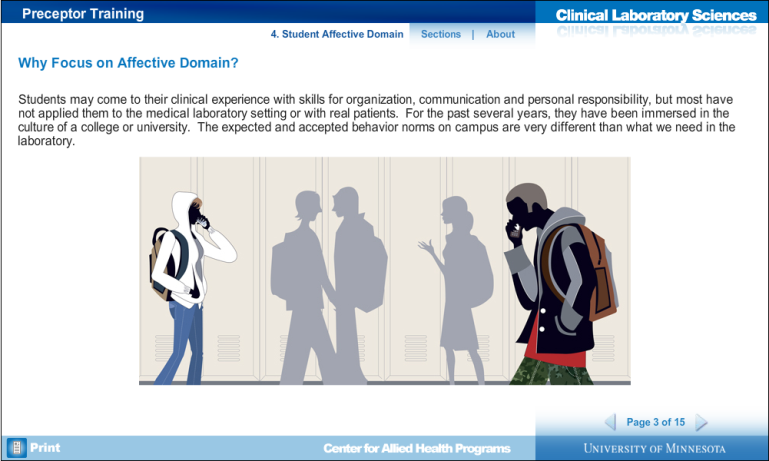 Preceptor Training
Clinical Laboratory Sciences
4. Student Affective Domain Sections | About
Why Focus on Affective Domain?
Students may come to their clinical experience with skills for organization, communication and personal responsibility, but most have
not applied them to the medical laboratory setting or with real patients. For the past several years, they have been immersed in the
culture of a college or university. The expected and accepted behavior norms on campus are very different than what we need in the
laboratory.
Page 3 of 15
Print
Center for Allied Health Programs
UNIVERSITY OF MINNESOTA